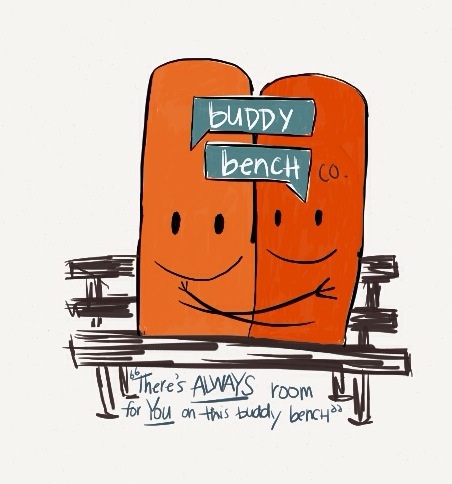 buDDY
bencH
CO.
"There's ALWAYS room
for YOU on this buddy bench"